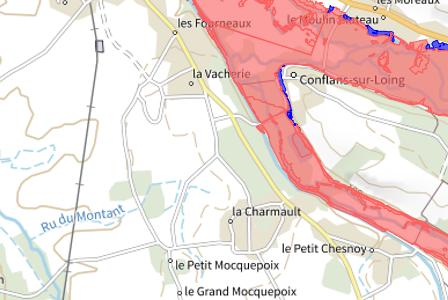 les Moreaux
les Fourneaux
le Moulin Plateau
la Vacherie
Conflans-sur-Loing
Ru du Montant
la Charmault
le Petit Chesnoy
le Petit Mocquepoix
le Grand Mocquepoix